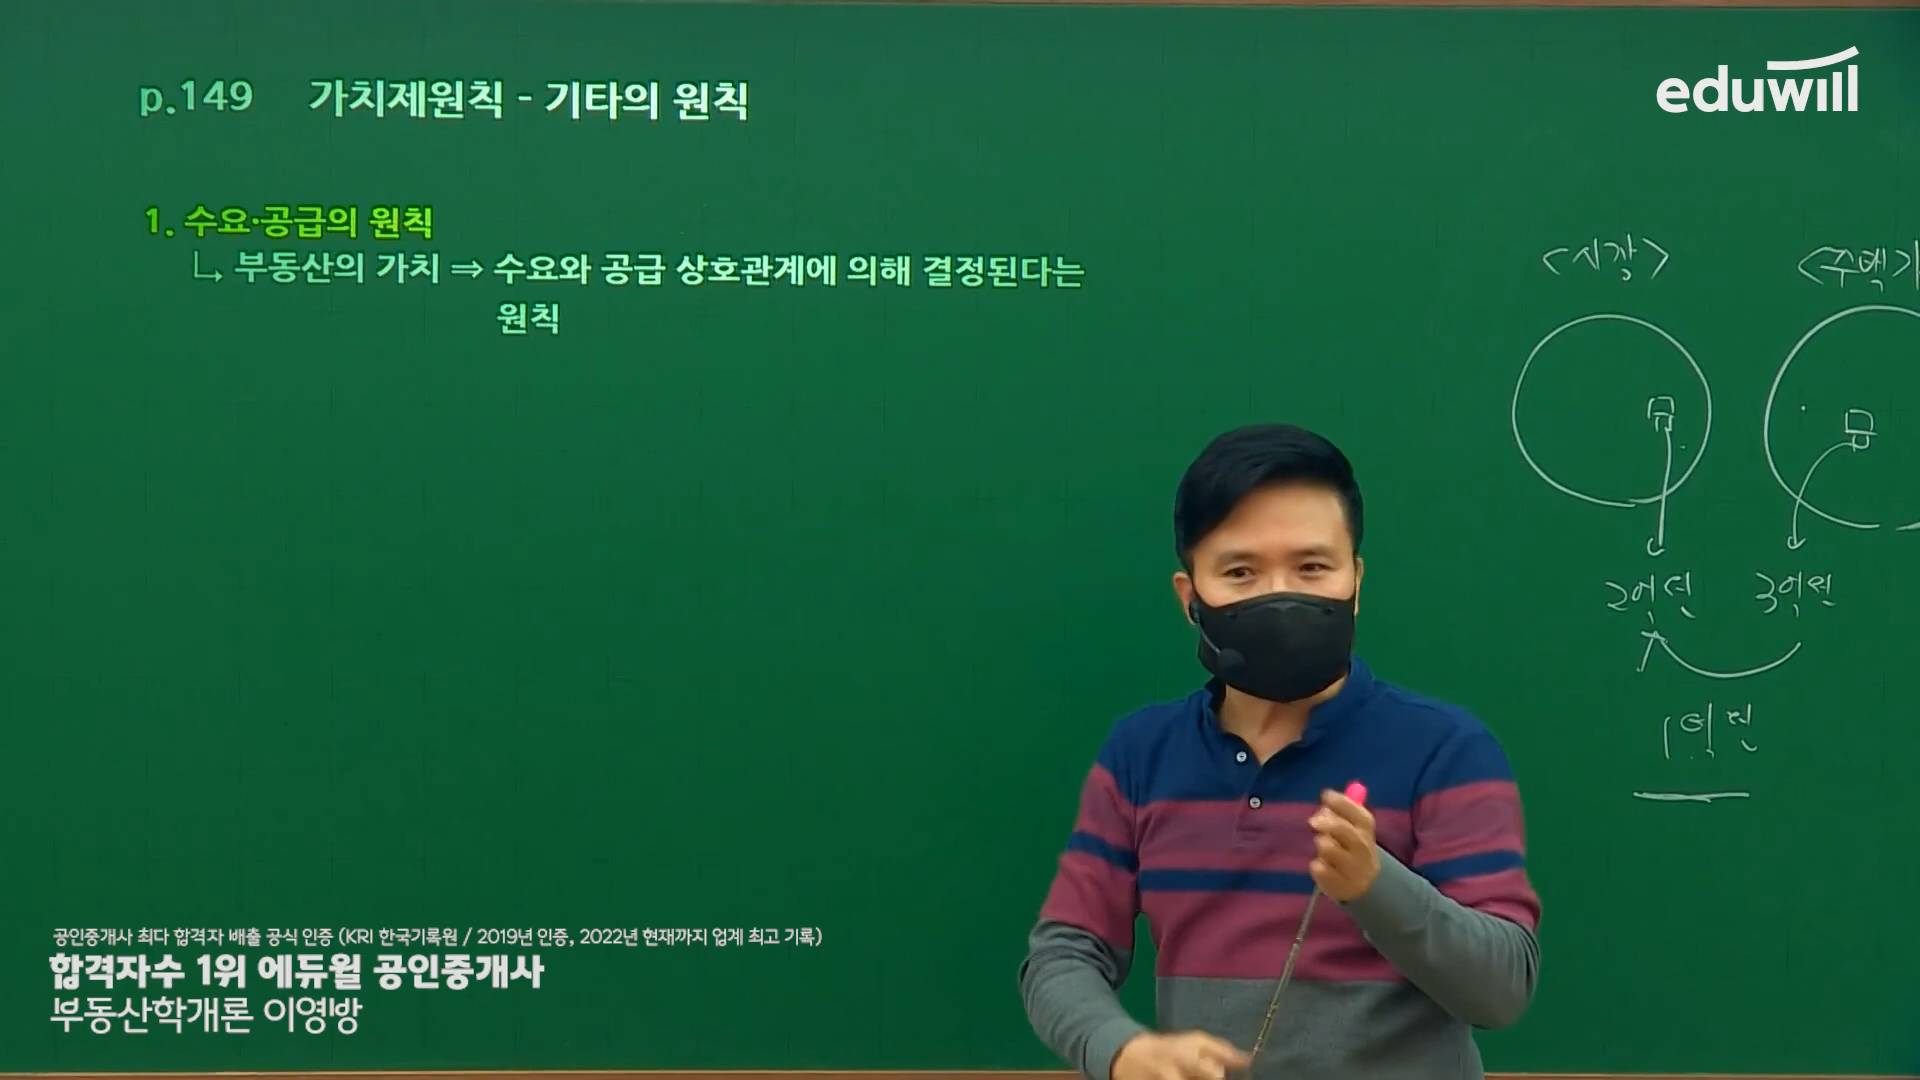 p.149 가치제원칙 - 기타의 원칙
eduwill
1. 수요·공급의 원칙
↳ 부동산의 가치 ⇒ 수요와 공급 상호관계에 의해 결정된다는
원칙
<시장>
2억원 3억원
1억원
공인중개사 최다 합격자 배출 공식 인증 (KRI 한국기록원 / 2019년 인증, 2022년 현재까지 업계 최고 기록)
합격자수 1위 에듀윌 공인중개사
부동산학개론 이영방